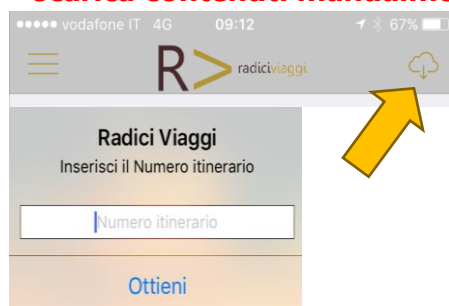 vodafone IT 4G 09:12 67%
R> radiciviaggi
Radici Viaggi
Inserisci il Numero itinerario
Numero itinerario
Ottieni